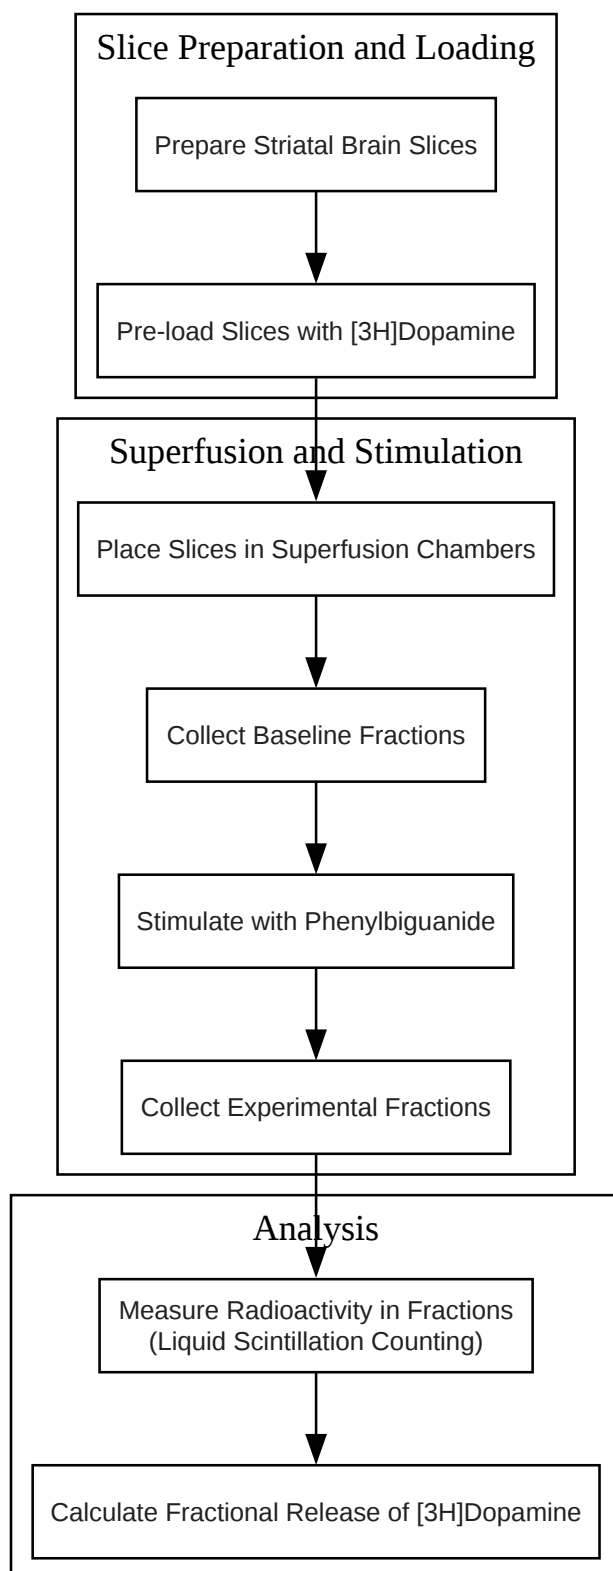 Slice Preparation and Loading
Prepare Striatal Brain Slices
Pre-load Slices with [3H]Dopamine
Superfusion and Stimulation
Place Slices in Superfusion Chambers
Collect Baseline Fractions
Stimulate with Phenylbiguanide
Collect Experimental Fractions
Analysis
Measure Radioactivity in Fractions
(Liquid Scintillation Counting)
Calculate Fractional Release of [3H]Dopamine